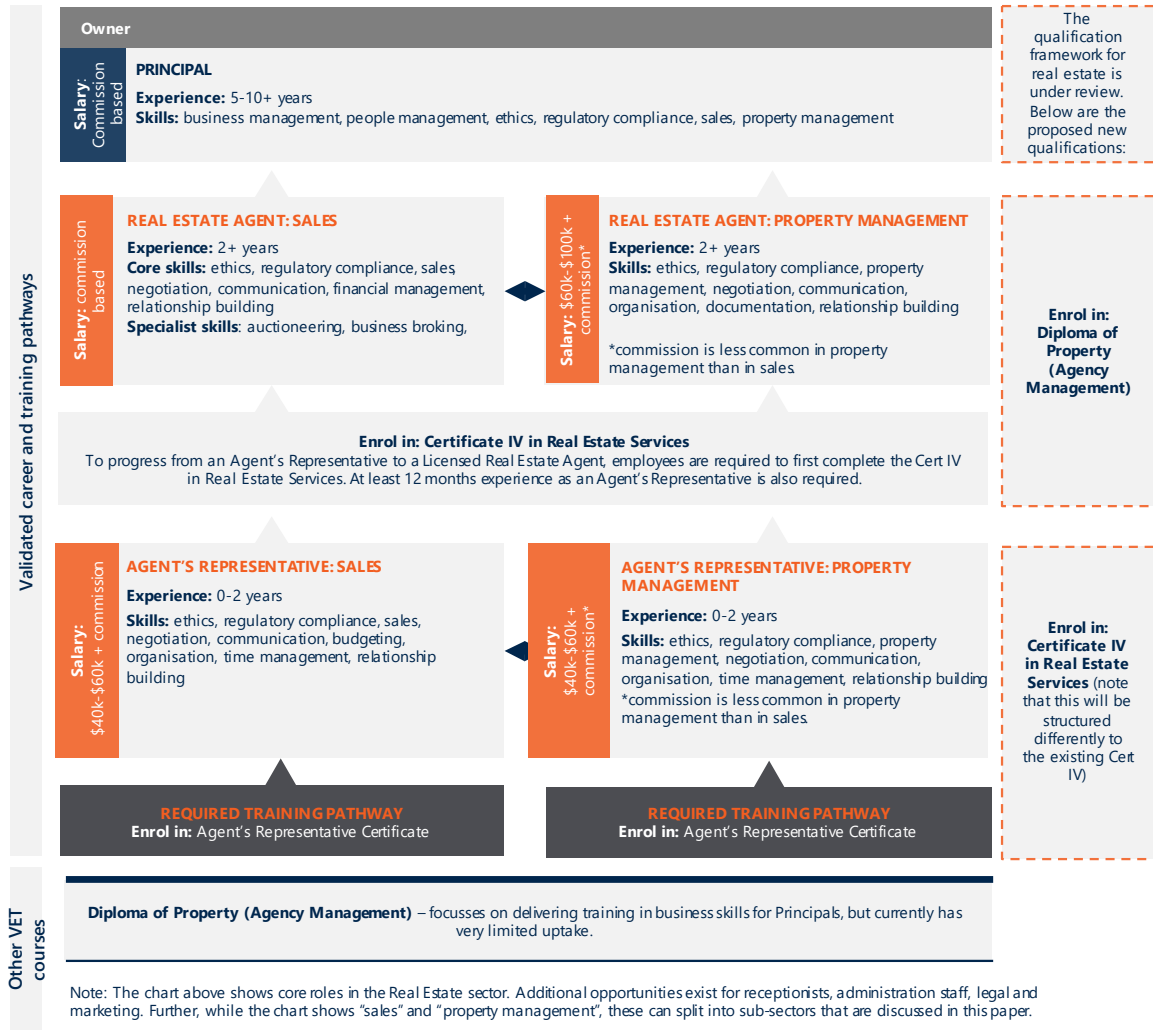 Validated career and training pathways
Owner
Salary:
Commission
based
PRINCIPAL
Experience: 5-10+ years
Skills: business management, people management, ethics, regulatory compliance, sales, property management
The
qualification
framework for
real estate is
under review.
Below are the
proposed new
qualifications:
Salary: commission
based
REAL ESTATE AGENT: SALES
Experience: 2+ years
Core skills: ethics, regulatory compliance, sales,
negotiation, communication, financial management,
relationship building
Specialist skills: auctioneering, business broking,
Salary: $60k-$100k +
commission*
REAL ESTATE AGENT: PROPERTY MANAGEMENT
Experience: 2+ years
Skills: ethics, regulatory compliance, property
management, negotiation, communication,
organisation, documentation, relationship building
*commission is less common in property
management than in sales.
Enrol in:
Diploma of
Property
(Agency
Management)
Enrol in: Certificate IV in Real Estate Services
To progress from an Agent's Representative to a Licensed Real Estate Agent, employees are required to first complete the Cert IV
in Real Estate Services. At least 12 months experience as an Agent's Representative is also required.
Salary:
$40k-$60k + commission
AGENT'S REPRESENTATIVE: SALES
Experience: 0-2 years
Skills: ethics, regulatory compliance, sales,
negotiation, communication, budgeting,
organisation, time management, relationship
building
Salary:
$40k-$60k +
commission*
AGENT'S REPRESENTATIVE: PROPERTY
MANAGEMENT
Experience: 0-2 years
Skills: ethics, regulatory compliance, property
management, negotiation, communication,
organisation, time management, relationship building
*commission is less common in property
management than in sales.
Enrol in:
Certificate IV
in Real Estate
Services (note
that this will be
structured
differently to
the existing Cert
IV)
REQUIRED TRAINING PATHWAY
Enrol in: Agent's Representative Certificate
REQUIRED TRAINING PATHWAY
Enrol in: Agent's Representative Certificate
Other VET
courses
Diploma of Property (Agency Management) – focusses on delivering training in business skills for Principals, but currently has
very limited uptake.
Note: The chart above shows core roles in the Real Estate sector. Additional opportunities exist for receptionists, administration staff, legal and
marketing. Further, while the chart shows "sales" and "property management", these can split into sub-sectors that are discussed in this paper.